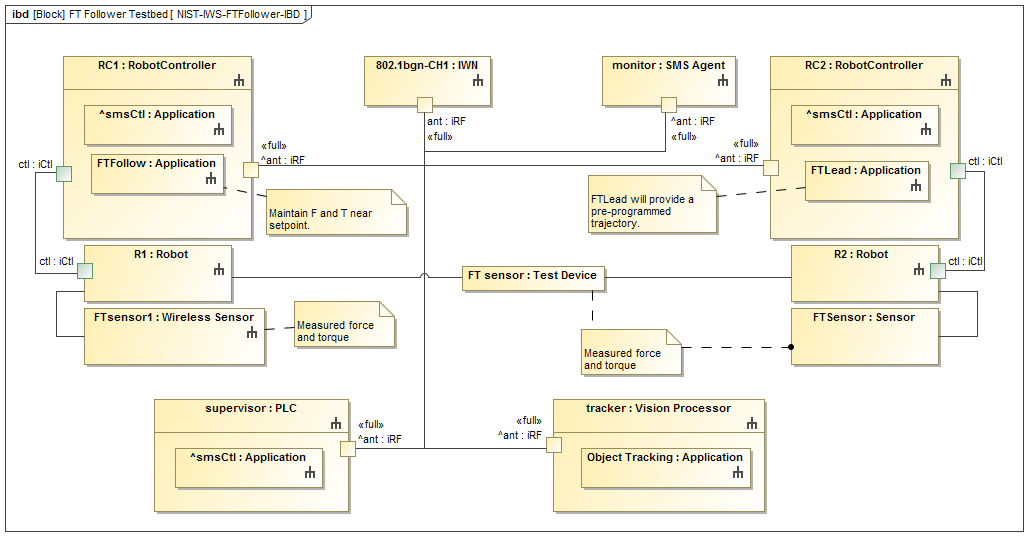 ibd [Block] FT Follower Testbed [ NIST-IWS-FTFollower-IBD ]
RC1 : RobotController
802.1bgn-CH1 : IWN
monitor : SMS Agent
RC2 : RobotController
^smsCtl : Application
FTFollow : Application
ctl : iCtl
ant : iRF
«full»
^ant : iRF
«full»
«full»
^ant : iRF
«full»
^ant : iRF
^smsCtl : Application
FTLead : Application
ctl : iCtl
Maintain F and T near
setpoint.
FTLead will provide a
pre-programmed
trajectory.
ctl : iCtl
R1 : Robot
FT sensor : Test Device
R2 : Robot
ctl : iCtl
FTsensor1 : Wireless Sensor
Measured force
and torque
FTSensor : Sensor
Measured force
and torque
supervisor : PLC
^smsCtl : Application
«full»
^ant : iRF
«full»
^ant : iRF
tracker : Vision Processor
Object Tracking : Application